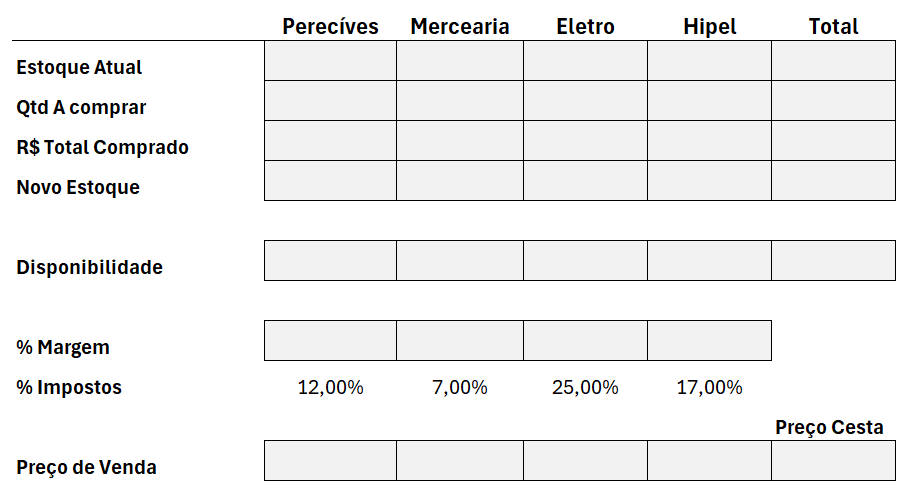 Perecíves Mercearia Eletro Hipel Total
Estoque Atual
Qtd A comprar
R$ Total Comprado
Novo Estoque
Disponibilidade
% Margem
% Impostos 12,00% 7,00% 25,00% 17,00%
Preço Cesta
Preço de Venda